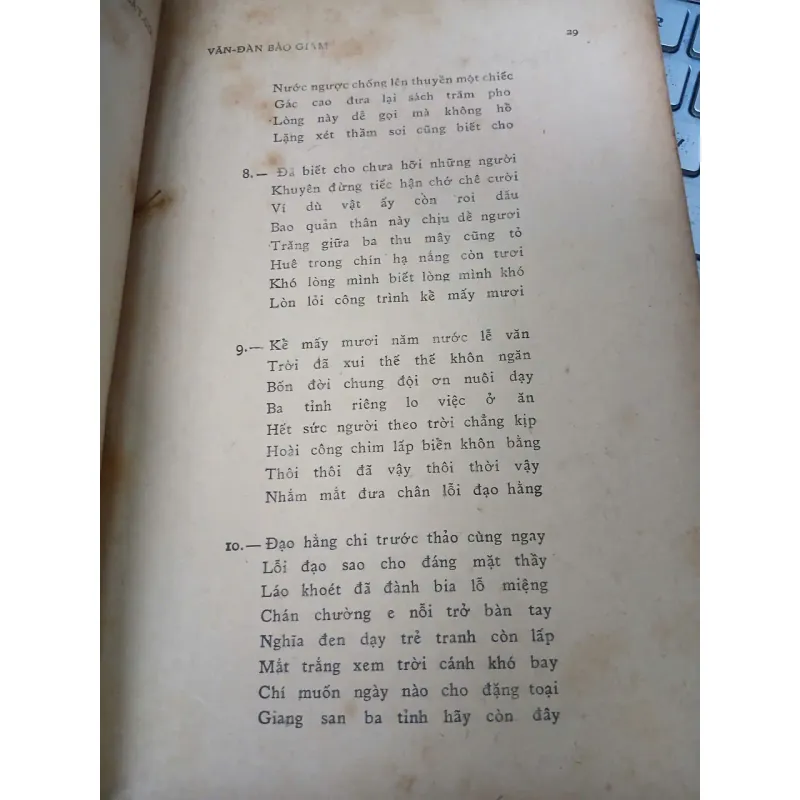 VĂN-ĐÀN BẢO GIÁM
29
Nước ngược chống lên thuyền một chiếc
Gác cao đưa lại sách trăm pho
Lòng này dễ gọi mà không hổ
Lặng xét thầm soi cũng biết cho
8.— Đã biết cho chưa hỡi những người
Khuyên đừng tiếc hận chớ chê cười
Ví dù vật ấy còn roi dấu
Bao quản thân này chịu dề ngươi
Trăng giữa ba thu mây cũng tỏ
Huê trong chín hạ nắng còn tươi
Khó lòng mình biết lòng mình khó
Lòn lỏi công trình kề mấy mươi
9.— Kề mấy mươi năm nước lễ văn
Trời đã xui thế thế khôn ngăn
Bốn đời chung đội ơn nuôi dạy
Ba tỉnh riêng lo việc ở ăn
Hết sức người theo trời chẳng kịp
Hoài công chim lấp biển khôn bằng
Thôi thôi đã vậy thôi thời vậy
Nhắm mắt đưa chân lỗi đạo hằng
10.— Đạo hằng chi trước thảo cùng ngay
Lỗi đạo sao cho đáng mặt thầy
Láo khoét đã đành bia lỗ miệng
Chán chường e nỗi trở bàn tay
Nghĩa đen dạy trẻ tranh còn lấp
Mắt trắng xem trời cánh khó bay
Chí muốn ngày nào cho đặng toại
Giang san ba tỉnh hãy còn đây